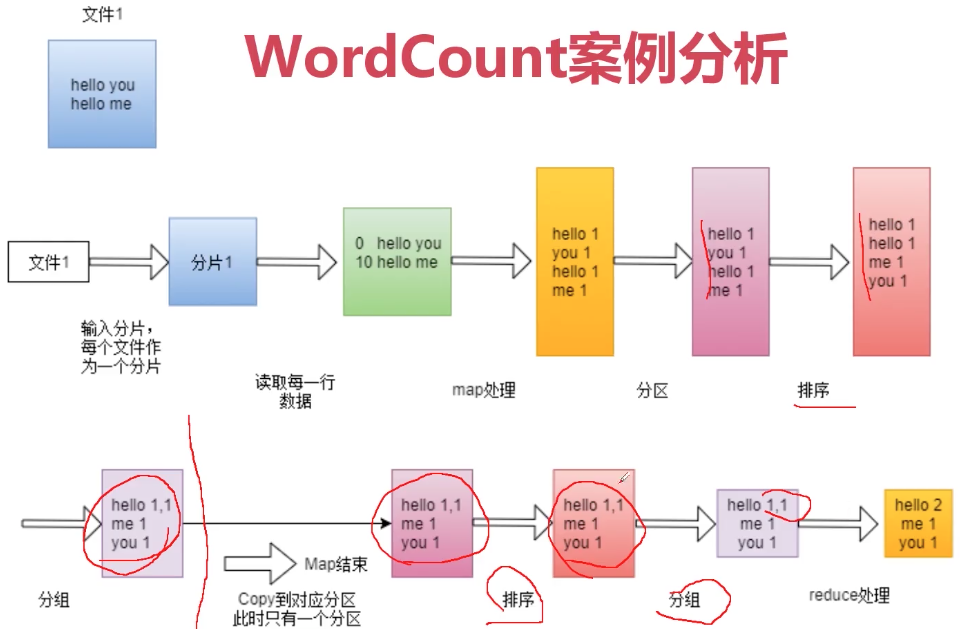 文件1
WordCount案例分析
hello you
hello me
文件1
分片1
0 hello you
10 hello me
hello 1
you 1
hello 1
me 1
hello 1
you 1
hello 1
me 1
hello 1
hello 1
me 1
you 1
输入分片，
每个文件作
为一个分片
读取每一行
数据
map处理
分区
排序
hello 1,1
me 1
you 1
hello 1,1
me 1
you 1
hello 1,1
me 1
you 1
hello 1,1
me 1
you 1
hello 2
me 1
you 1
分组
Map结束
Copy到对应分区
此时只有一个分区
排序
分组
reduce处理